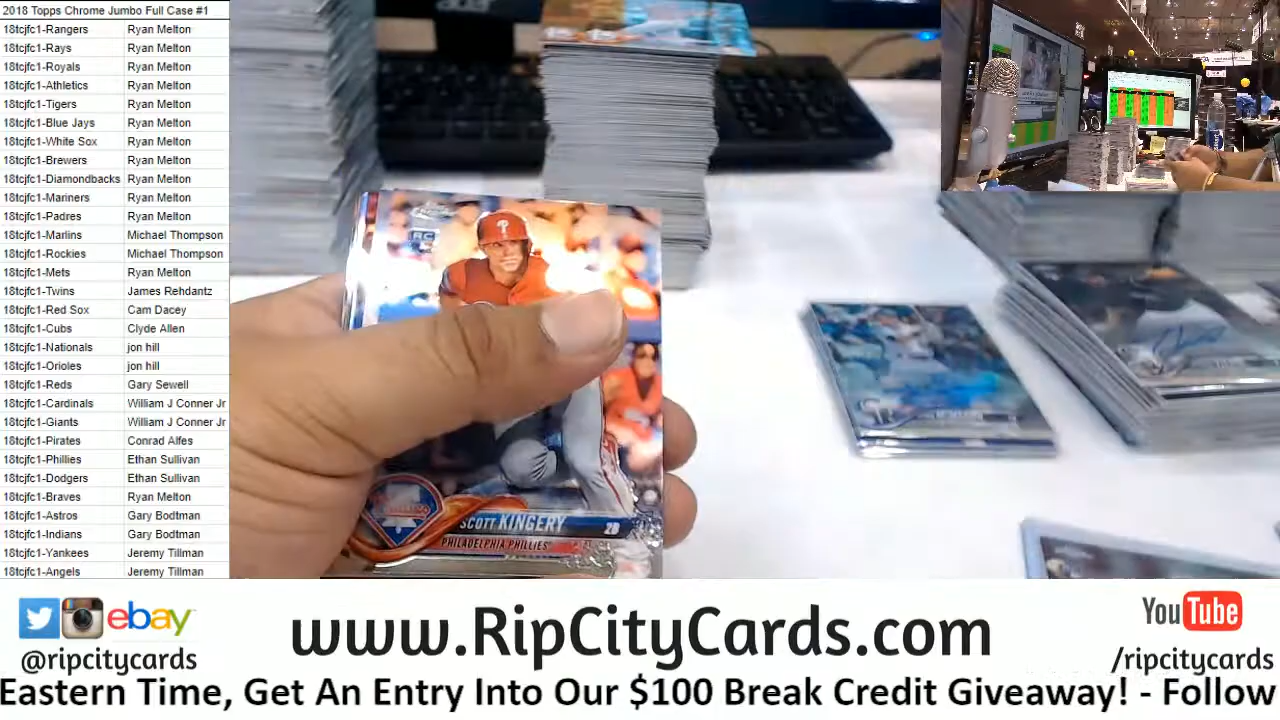 2018 Topps Chrome Jumbo Full Case #1
18tcjfc1-Rangers Ryan Melton
18tcjfc1-Rays Ryan Melton
18tcjfc1-Royals Ryan Melton
18tcjfc1-Athletics Ryan Melton
18tcjfc1-Tigers Ryan Melton
18tcjfc1-Blue Jays Ryan Melton
18tcjfc1-White Sox Ryan Melton
18tcjfc1-Brewers Ryan Melton
18tcjfc1-Diamondbacks Ryan Melton
18tcjfc1-Mariners Ryan Melton
18tcjfc1-Padres Ryan Melton
18tcjfc1-Marlins Michael Thompson
18tcjfc1-Rockies Michael Thompson
18tcjfc1-Mets Ryan Melton
18tcjfc1-Twins James Rehdantz
18tcjfc1-Red Sox Cam Dacey
18tcjfc1-Cubs Clyde Allen
18tcjfc1-Nationals jon hill
18tcjfc1-Orioles jon hill
18tcjfc1-Reds Gary Sewell
18tcjfc1-Cardinals William J Conner Jr
18tcjfc1-Giants William J Conner Jr
18tcjfc1-Pirates Conrad Alfes
18tcjfc1-Phillies Ethan Sullivan
18tcjfc1-Dodgers Ethan Sullivan
18tcjfc1-Braves Ryan Melton
18tcjfc1-Astros Gary Bodtman
18tcjfc1-Indians Gary Bodtman
18tcjfc1-Yankees Jeremy Tillman
18tcjfc1-Angels Jeremy Tillman
RC
SCOTT KINGERY 2B
PHILADELPHIA PHILLIES
ebay
@ripcitycards
www.RipCityCards.com
YouTube
/ripcitycards
Eastern Time, Get An Entry Into Our $100 Break Credit Giveaway! - Follow